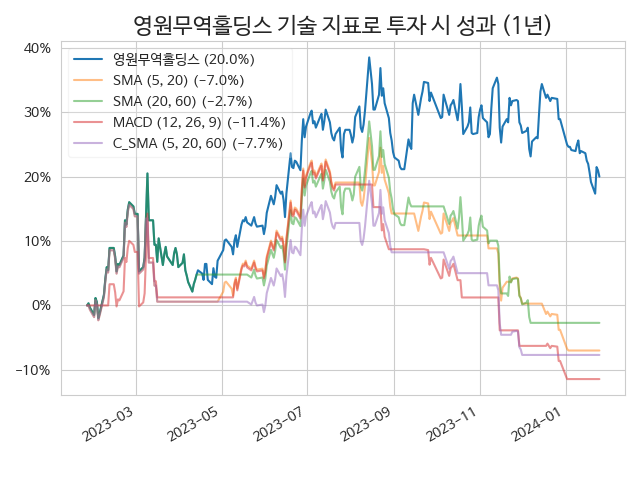 영원무역홀딩스 기술 지표로 투자 시 성과 (1년)
40%
30%
20%
10%
0%
−10%
영원무역홀딩스 (20.0%)
SMA (5, 20) (−7.0%)
SMA (20, 60) (−2.7%)
MACD (12, 26, 9) (−11.4%)
C_SMA (5, 20, 60) (−7.7%)
2023−03
2023−05
2023−07
2023−09
2023−11
2024−01